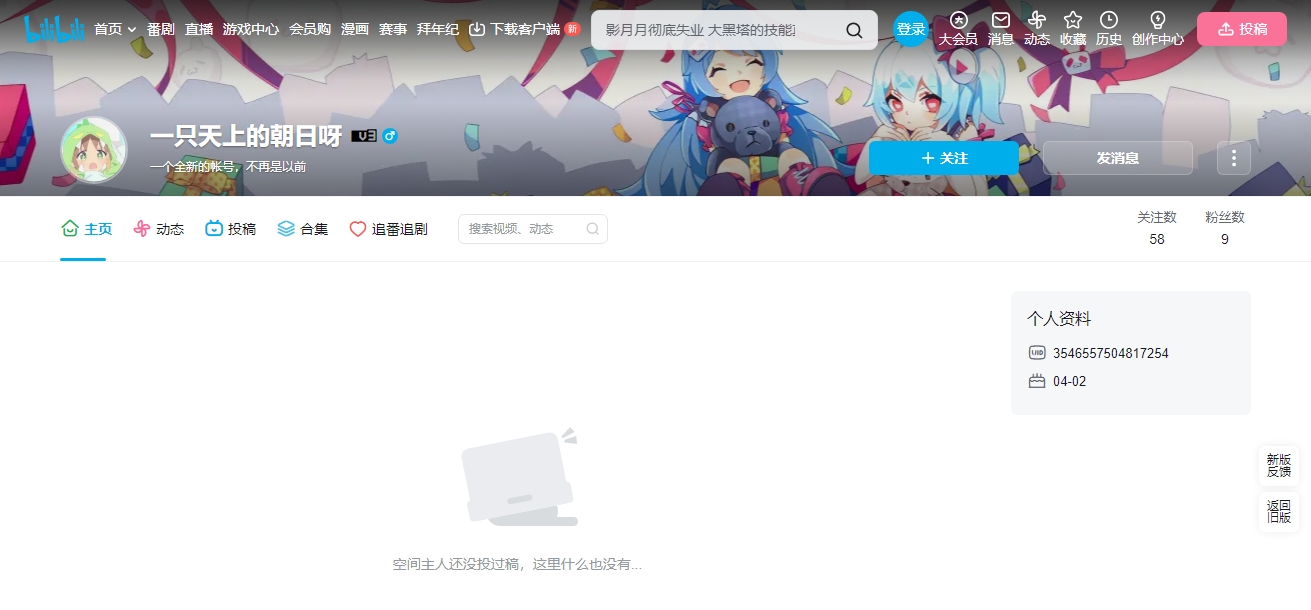 bilibili
首页 番剧 直播 游戏中心 会员购 漫画 赛事 拜年纪 下载客户端 新
影月月彻底失业 大黑塔的技能
登录 大会员 消息 动态 收藏 历史 创作中心 投稿
一只天上的朝日呀
一个全新的帐号，不再是以前
+ 关注 发消息
主页 动态 投稿 合集 追番追剧 搜索视频、动态
关注数 粉丝数
58 9
个人资料
UID 3546557504817254
04-02
新版
反馈
返回
旧版
空间主人还没投过稿，这里什么也没有...